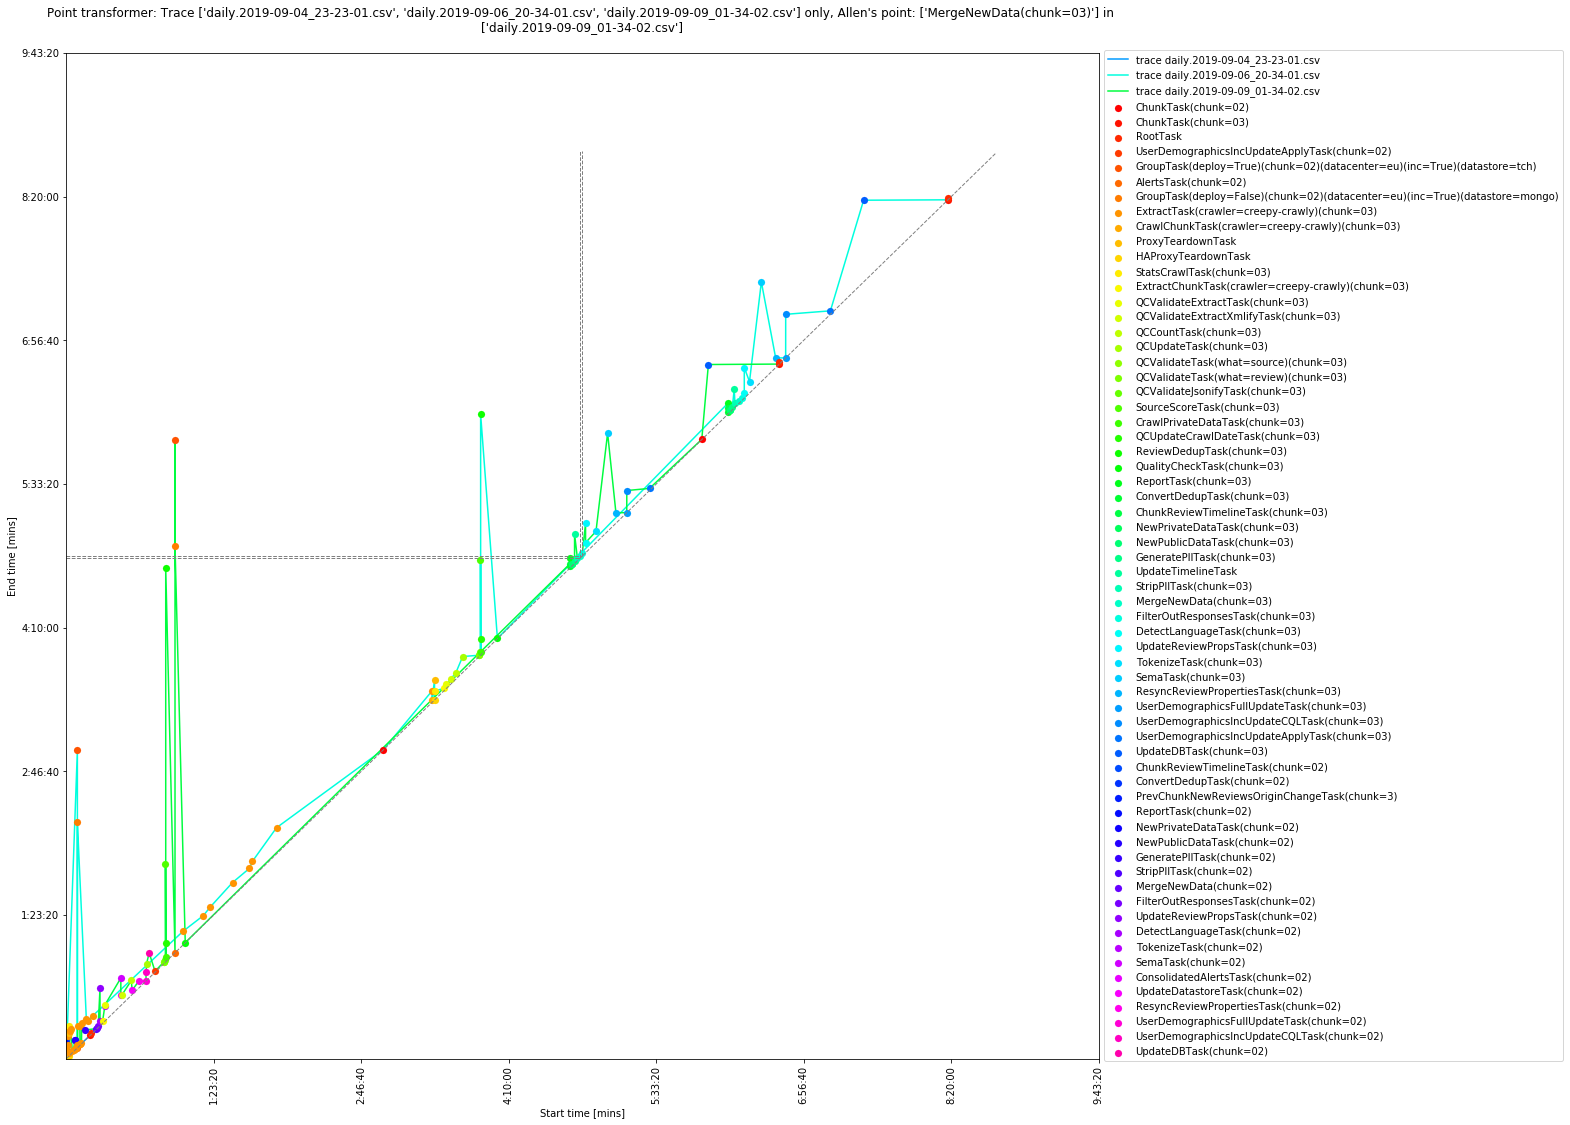 Point transformer: Trace ['daily.2019-09-04_23-23-01.csv', 'daily.2019-09-06_20-34-01.csv', 'daily.2019-09-09_01-34-02.csv'] only, Allen's point: ['MergeNewData(chunk=03)'] in
['daily.2019-09-09_01-34-02.csv']
9:43:20
8:20:00
6:56:40
5:33:20
4:10:00
2:46:40
1:23:20
End time [mins]
1:23:20
2:46:40
4:10:00
5:33:20
6:56:40
8:20:00
9:43:20
Start time [mins]
trace daily.2019-09-04_23-23-01.csv
trace daily.2019-09-06_20-34-01.csv
trace daily.2019-09-09_01-34-02.csv
ChunkTask(chunk=02)
ChunkTask(chunk=03)
RootTask
UserDemographicsIncUpdateApplyTask(chunk=02)
GroupTask(deploy=True)(chunk=02)(datacenter=eu)(inc=True)(datastore=tch)
AlertsTask(chunk=02)
GroupTask(deploy=False)(chunk=02)(datacenter=eu)(inc=True)(datastore=mongo)
ExtractTask(crawler=creepy-crawly)(chunk=03)
CrawlChunkTask(crawler=creepy-crawly)(chunk=03)
ProxyTeardownTask
HAProxyTeardownTask
StatsCrawlTask(chunk=03)
ExtractChunkTask(crawler=creepy-crawly)(chunk=03)
QCValidateExtractTask(chunk=03)
QCValidateExtractXmlifyTask(chunk=03)
QCCountTask(chunk=03)
QCUpdateTask(chunk=03)
QCValidateTask(what=source)(chunk=03)
QCValidateTask(what=review)(chunk=03)
QCValidateJsonifyTask(chunk=03)
SourceScoreTask(chunk=03)
CrawlPrivateDataTask(chunk=03)
QCUpdateCrawlDateTask(chunk=03)
ReviewDedupTask(chunk=03)
QualityCheckTask(chunk=03)
ReportTask(chunk=03)
ConvertDedupTask(chunk=03)
ChunkReviewTimelineTask(chunk=03)
NewPrivateDataTask(chunk=03)
NewPublicDataTask(chunk=03)
GeneratePIITask(chunk=03)
UpdateTimelineTask
StripPIITask(chunk=03)
MergeNewData(chunk=03)
FilterOutResponsesTask(chunk=03)
DetectLanguageTask(chunk=03)
UpdateReviewPropsTask(chunk=03)
TokenizeTask(chunk=03)
SemaTask(chunk=03)
ResyncReviewPropertiesTask(chunk=03)
UserDemographicsFullUpdateTask(chunk=03)
UserDemographicsIncUpdateCQLTask(chunk=03)
UserDemographicsIncUpdateApplyTask(chunk=03)
UpdateDBTask(chunk=03)
ChunkReviewTimelineTask(chunk=02)
ConvertDedupTask(chunk=02)
PrevChunkNewReviewsOriginChangeTask(chunk=3)
ReportTask(chunk=02)
NewPrivateDataTask(chunk=02)
NewPublicDataTask(chunk=02)
GeneratePIITask(chunk=02)
StripPIITask(chunk=02)
MergeNewData(chunk=02)
FilterOutResponsesTask(chunk=02)
UpdateReviewPropsTask(chunk=02)
DetectLanguageTask(chunk=02)
TokenizeTask(chunk=02)
SemaTask(chunk=02)
ConsolidatedAlertsTask(chunk=02)
UpdateDatastoreTask(chunk=02)
ResyncReviewPropertiesTask(chunk=02)
UserDemographicsFullUpdateTask(chunk=02)
UserDemographicsIncUpdateCQLTask(chunk=02)
UpdateDBTask(chunk=02)